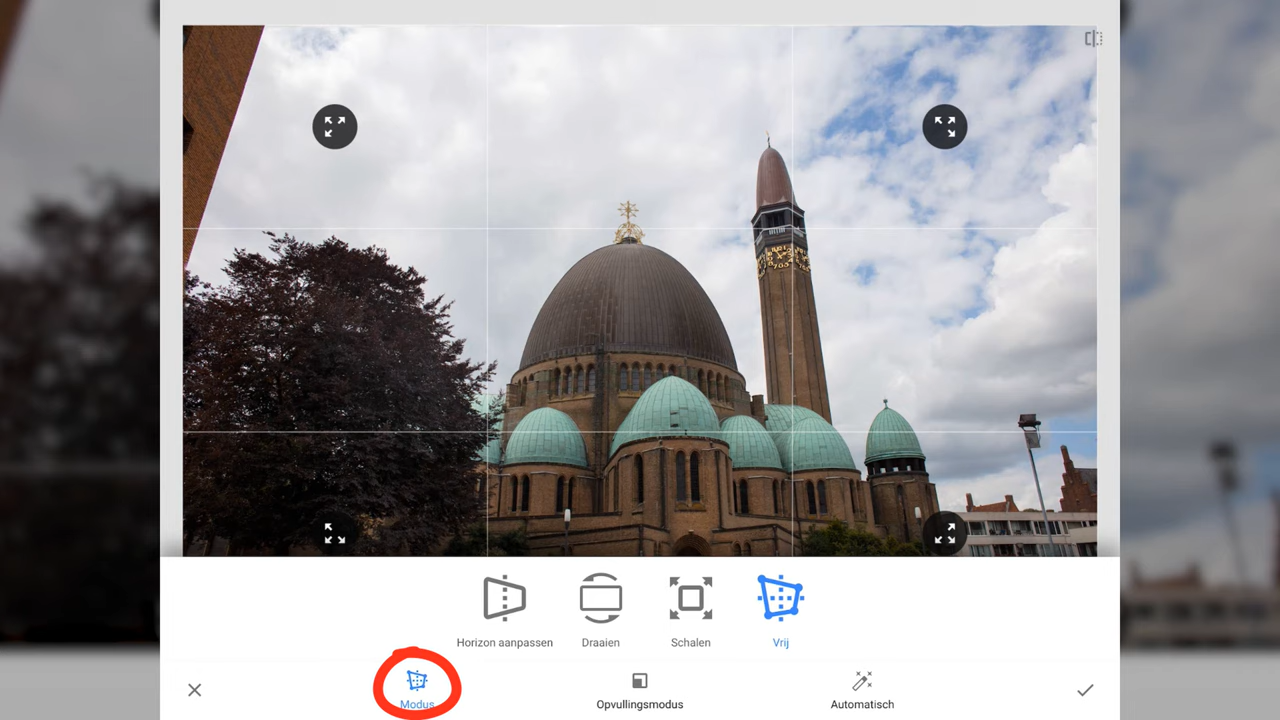 Horizon aanpassen
Draaien
Schalen
Vrij
Modus
Opvullingsmodus
Automatisch